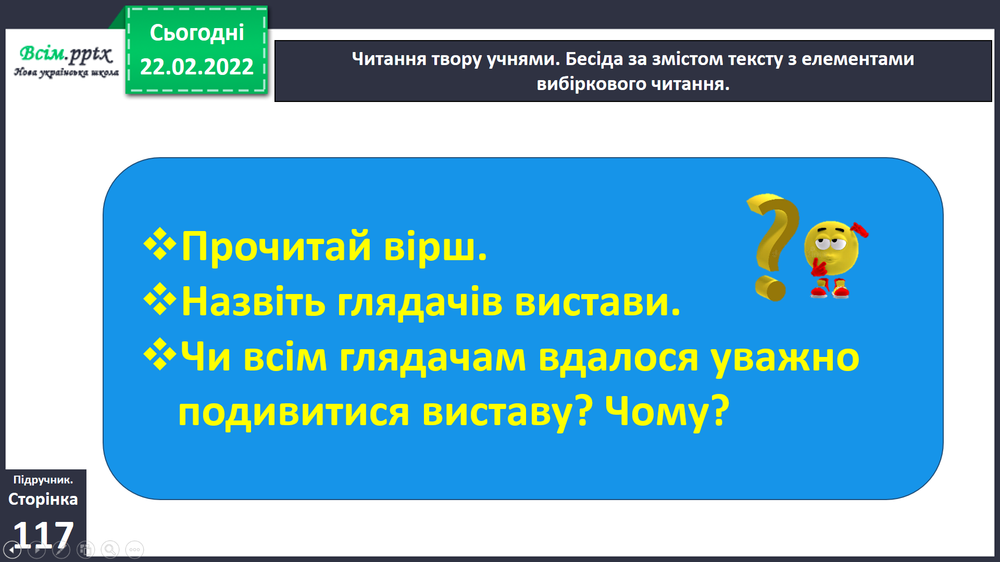 Всім.pptx
Нова українська школа
Сьогодні
22.02.2022
Читання твору учнями. Бесіда за змістом тексту з елементами
вибіркового читання.
❖Прочитай вірш.
❖Назвіть глядачів вистави.
❖Чи всім глядачам вдалося уважно
подивитися виставу? Чому?
Підручник.
Сторінка
117